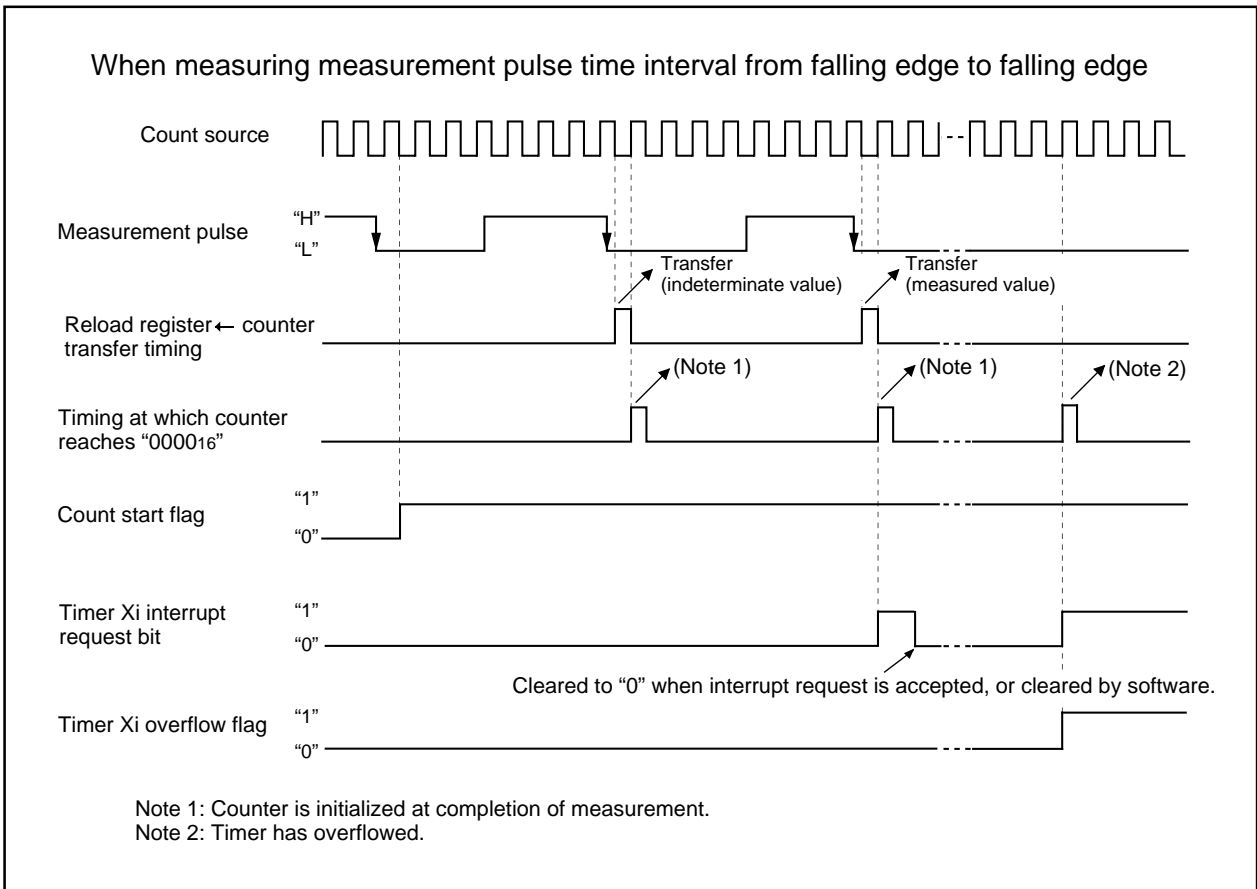 When measuring measurement pulse time interval from falling edge to falling edge
Count source
Measurement pulse
“H”
“L”
Transfer
(indeterminate value)
Transfer
(measured value)
Reload register ← counter
transfer timing
(Note 1)
(Note 1)
(Note 2)
Timing at which counter
reaches “000016”
Count start flag
“1”
“0”
Timer Xi interrupt
request bit
“1”
“0”
Cleared to “0” when interrupt request is accepted, or cleared by software.
Timer Xi overflow flag
“1”
“0”
Note 1: Counter is initialized at completion of measurement.
Note 2: Timer has overflowed.